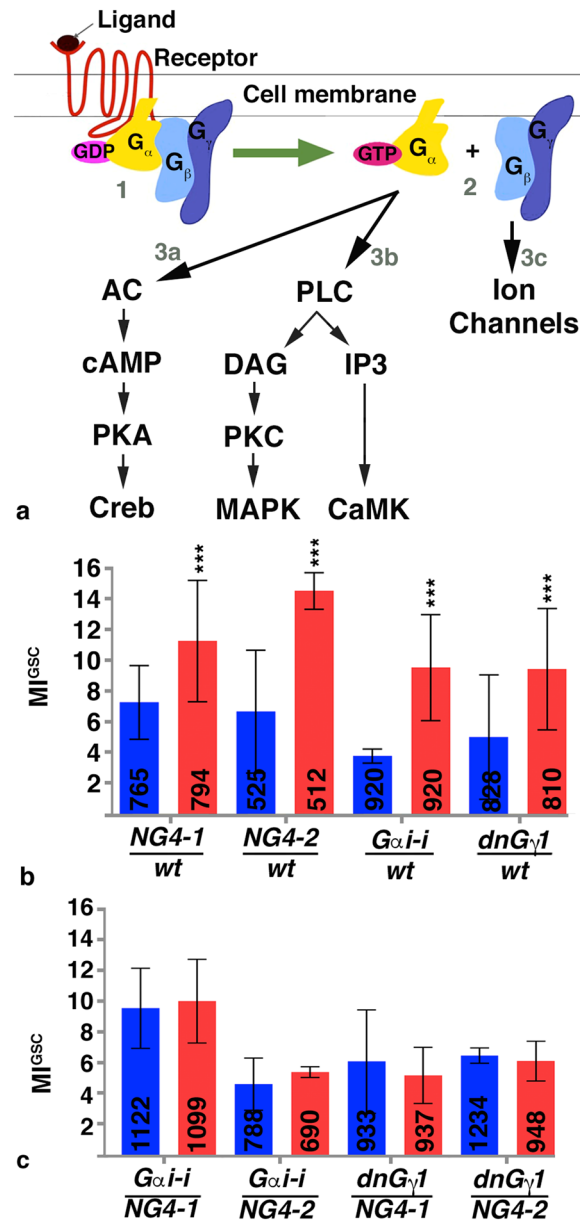 Ligand
Receptor
Cell membrane
GDP Gα Gβ Gγ
GTP Gα + Gβ Gγ
1 2
3a 3b 3c
AC PLC Ion
Channels
cAMP DAG IP3
PKA PKC
Creb MAPK CaMK
a
16
14
12
10
8
6
4
2
MIGSC
*** *** *** ***
765 794 525 512 920 920 828 810
NG4-1 NG4-2 Gαi-i dnGγ1
wt wt wt wt
b
16
14
12
10
8
6
4
2
MIGSC
1122 1099 788 690 933 937 1234 948
Gαi-i Gαi-i dnGγ1 dnGγ1
NG4-1 NG4-2 NG4-1 NG4-2
c